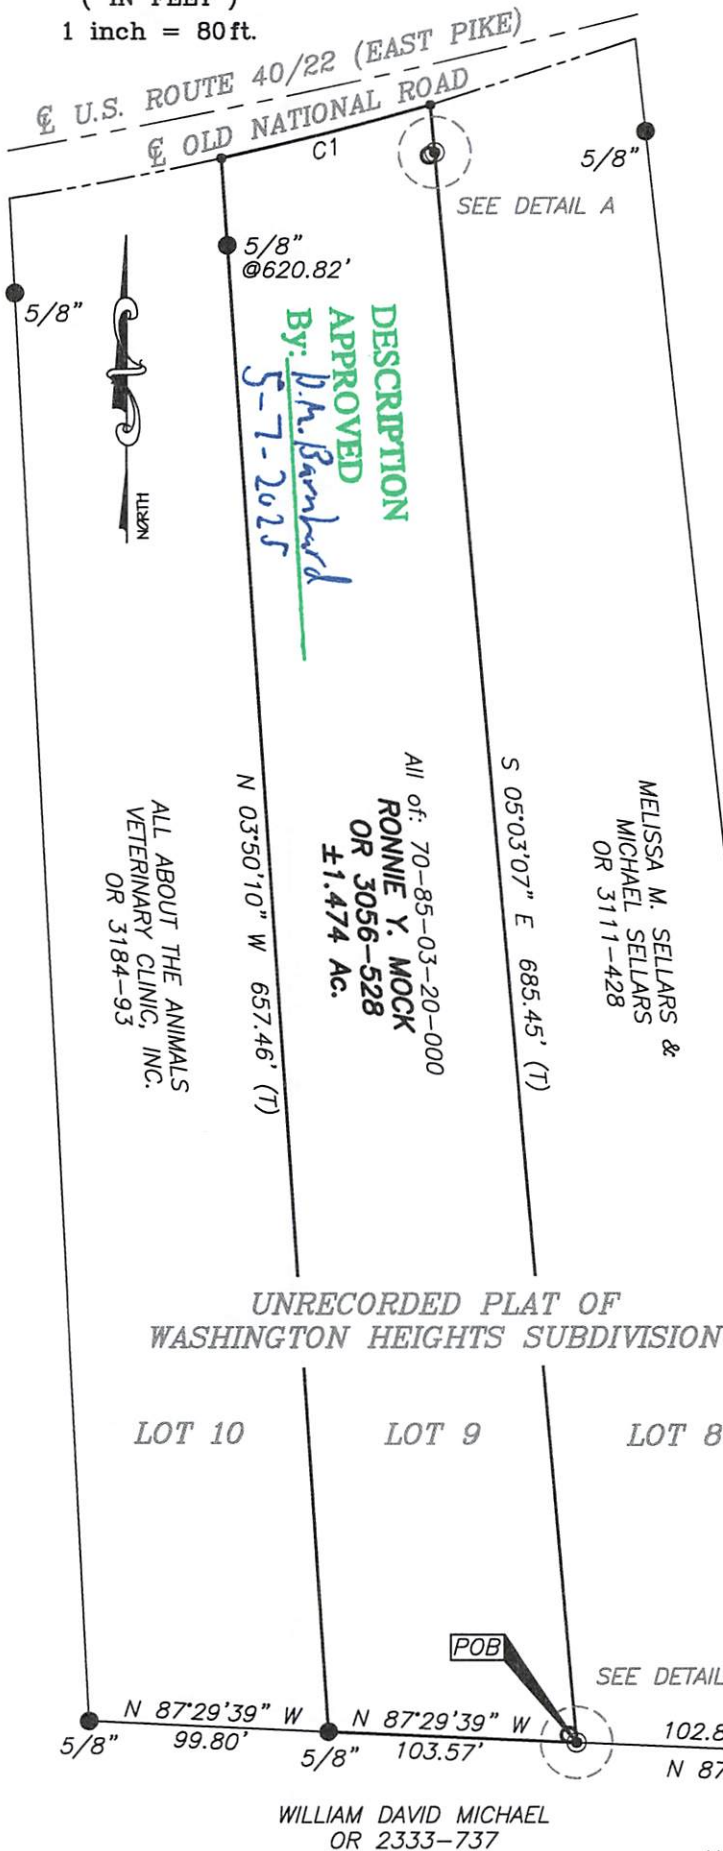 ( IN FEET )
1 inch = 80 ft.
℄ U.S. ROUTE 40/22 (EAST PIKE)
℄ OLD NATIONAL ROAD
C1
5/8"
SEE DETAIL A
5/8"
@620.82'
5/8"
NORTH
DESCRIPTION
APPROVED
By: D.M. Barnhard
5-7-2025
All of: 70-85-03-20-000
RONNIE Y. MOCK
OR 3056-528
±1.474 Ac.
S 05°03'07" E 685.45' (T)
MELISSA M. SELLARS &
MICHAEL SELLARS
OR 3111-428
N 03°50'10" W 657.46' (T)
ALL ABOUT THE ANIMALS
VETERINARY CLINIC, INC.
OR 3184-93
UNRECORDED PLAT OF
WASHINGTON HEIGHTS SUBDIVISION
LOT 10
LOT 9
LOT 8
POB
SEE DETAIL
N 87°29'39" W
99.80'
5/8"
N 87°29'39" W
103.57'
5/8"
102.8
N 87
WILLIAM DAVID MICHAEL
OR 2333-737